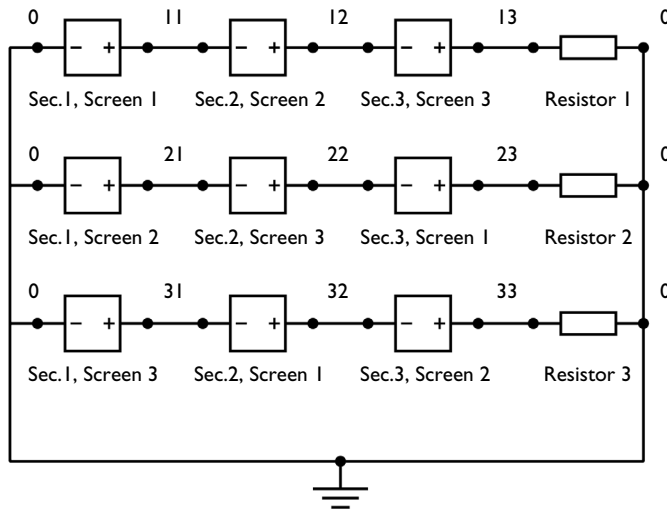 0 11 12 13 0
− + − + − +
Sec.1, Screen 1 Sec.2, Screen 2 Sec.3, Screen 3 Resistor 1
0 21 22 23 0
− + − + − +
Sec.1, Screen 2 Sec.2, Screen 3 Sec.3, Screen 1 Resistor 2
0 31 32 33 0
− + − + − +
Sec.1, Screen 3 Sec.2, Screen 1 Sec.3, Screen 2 Resistor 3